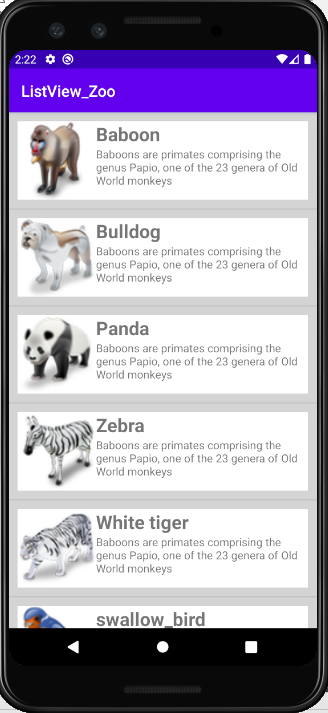 2:22
ListView_Zoo
Baboon
Baboons are primates comprising the
genus Papio, one of the 23 genera of Old
World monkeys
Bulldog
Baboons are primates comprising the
genus Papio, one of the 23 genera of Old
World monkeys
Panda
Baboons are primates comprising the
genus Papio, one of the 23 genera of Old
World monkeys
Zebra
Baboons are primates comprising the
genus Papio, one of the 23 genera of Old
World monkeys
White tiger
Baboons are primates comprising the
genus Papio, one of the 23 genera of Old
World monkeys
swallow_bird